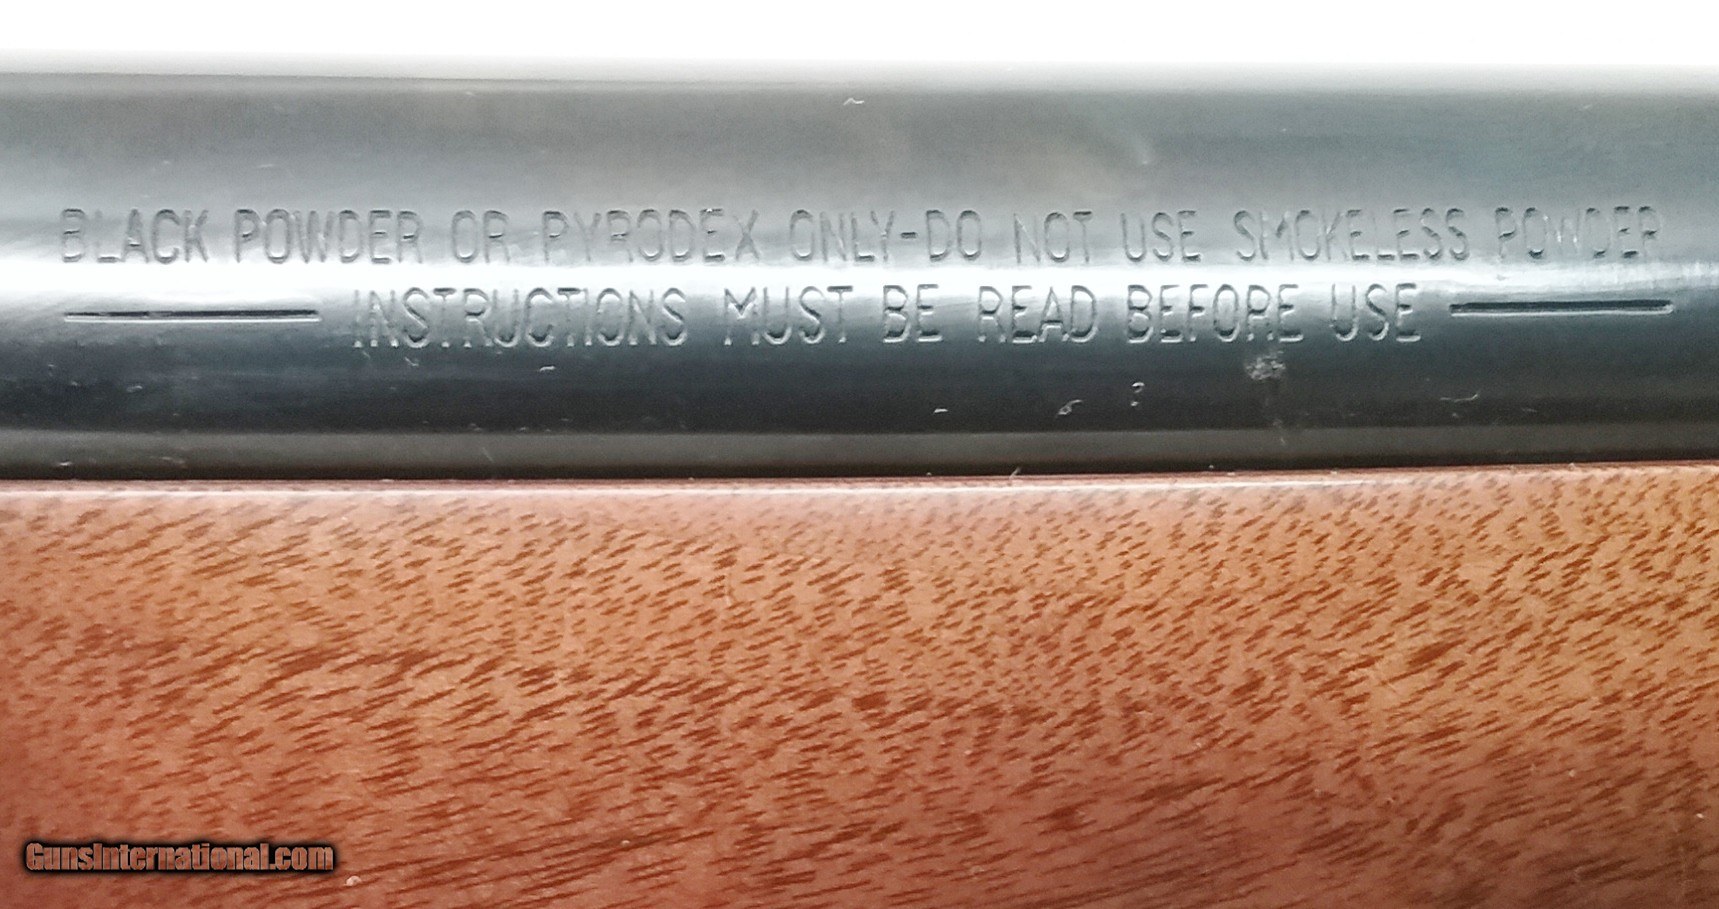 BLACK POWDER OR PYRODEX ONLY-DO NOT USE SMOKELESS POWDER
INSTRUCTIONS MUST BE READ BEFORE USE
GunsInternational.com